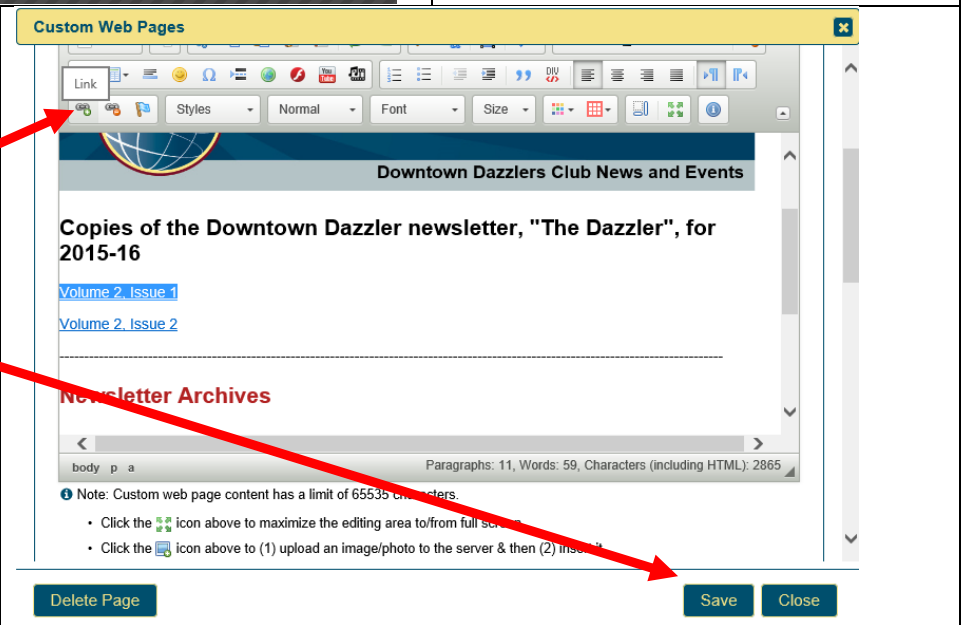 Custom Web Pages
Link
Styles Normal Font Size
Downtown Dazzlers Club News and Events
Copies of the Downtown Dazzler newsletter, "The Dazzler", for
2015-16
Volume 2, Issue 1
Volume 2, Issue 2
Newsletter Archives
body p a Paragraphs: 11, Words: 59, Characters (including HTML): 2865
Note: Custom web page content has a limit of 65535 characters.
• Click the icon above to maximize the editing area to/from full screen
• Click the icon above to (1) upload an image/photo to the server & then (2) insert it
Delete Page Save Close